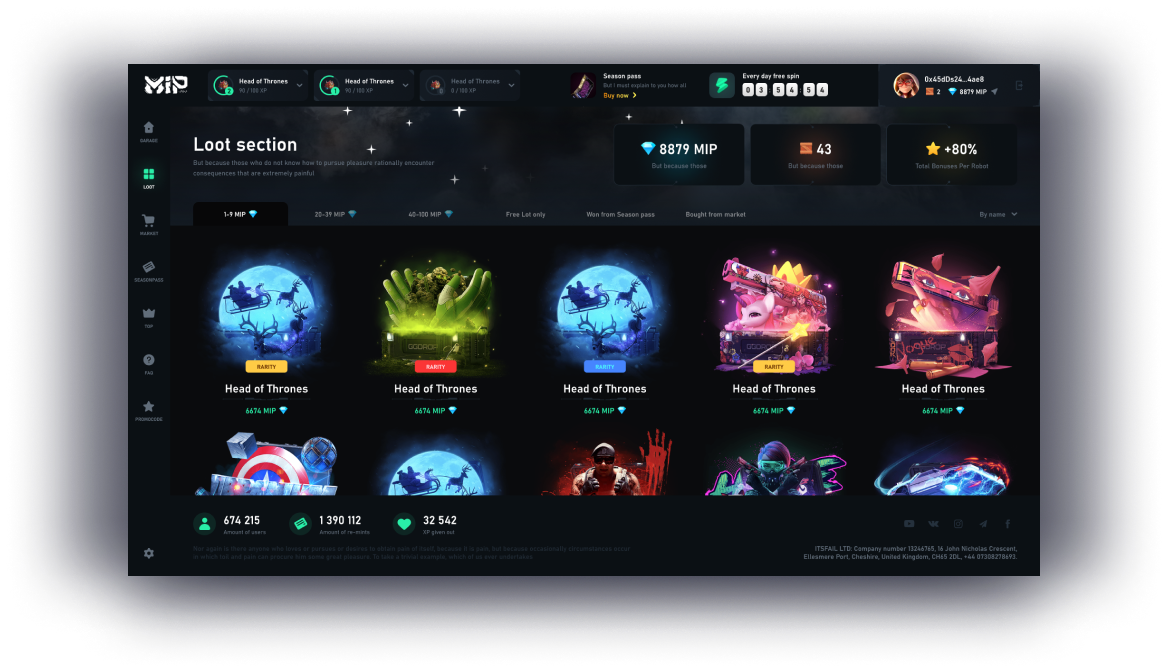 MIP
2
Head of Thrones
90 / 100 XP
1
Head of Thrones
90 / 100 XP
0
Head of Thrones
0 / 100 XP
Season pass
But I must explain to you how all
Buy now
Every day free spin
0 3 5 4 5 4
0x45dDs24...4ae8
2 8879 MIP
GARAGE
LOOT
MARKET
SEASONPASS
TOP
FAQ
PROMOCODE
Loot section
But because those who do not know how to pursue pleasure rationally encounter
consequences that are extremely painful
8879 MIP
But because those
43
But because those
+80%
Total Bonuses Per Robot
1-9 MIP
20-39 MIP
40-100 MIP
Free Lot only
Won from Season pass
Bought from market
By name
GGDROP
Vogue
RARITY
RARITY
RARITY
RARITY
Head of Thrones
Head of Thrones
Head of Thrones
Head of Thrones
Head of Thrones
6674 MIP
6674 MIP
6674 MIP
6674 MIP
6674 MIP
674 215
Amount of users
1 390 112
Amount of re-mints
32 542
XP given out
Nor again is there anyone who loves or pursues or desires to obtain pain of itself, because it is pain, but because occasionally circumstances occur
in which toil and pain can procure him some great pleasure. To take a trivial example, which of us ever undertakes
ITSFAIL LTD: Company number 13246765, 16 John Nicholas Crescent,
Ellesmere Port, Cheshire, United Kingdom, CH65 2DL, +44 07308278693.